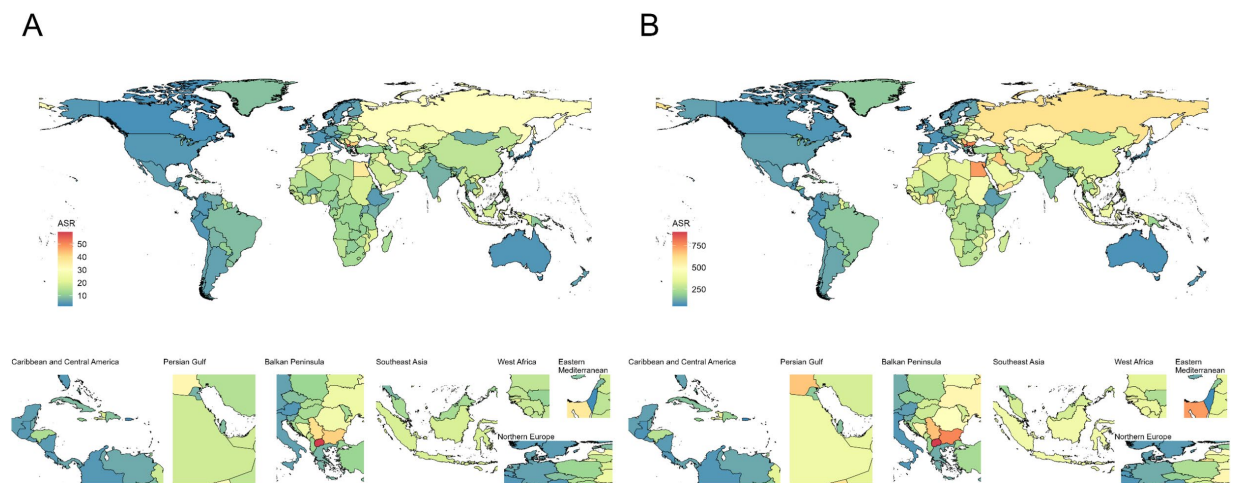 A
B
ASR
50
40
30
20
10
ASR
750
500
250
Caribbean and Central America
Persian Gulf
Balkan Peninsula
Southeast Asia
West Africa
Eastern
Mediterranean
Northern Europe
Caribbean and Central America
Persian Gulf
Balkan Peninsula
Southeast Asia
West Africa
Eastern
Mediterranean
Northern Europe